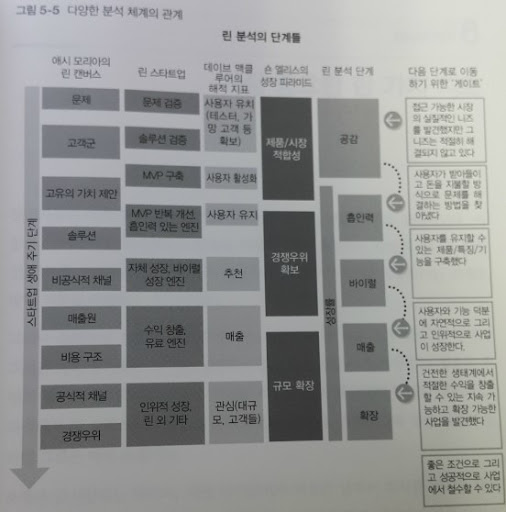 그림 5-5 다양한 분석 체계의 관계
린 분석의 단계들
애시 모리아의
린 캔버스
린 스타트업
데이브 맥클
루어의
해적 지표
숀 엘리스의
성장 피라미드
린 분석 단계
다음 단계로 이동
하기 위한 '게이트'
스타트업 생애 주기 단계
문제
고객군
고유의 가치 제안
솔루션
비공식적 채널
매출원
비용 구조
공식적 채널
경쟁우위
문제 검증
솔루션 검증
MVP 구축
MVP 반복 개선,
흡인력 있는 엔진
자체 성장, 바이럴
성장 엔진
수익 창출,
유료 엔진
인위적 성장,
린 외 기타
사용자 유치
(테스터, 가
망 고객 등
확보)
사용자 활성화
사용자 유지
추천
매출
관심(대규
모, 고객들)
제품/시장
적합성
경쟁우위
확보
규모 확장
성장률
공감
흡인력
바이럴
매출
확장
접근 가능한 시장
의 실질적인 니즈
를 발견했지만 그
니즈는 적절히 해
결되지 않고 있다
사용자가 받아들이
고 돈을 지불할 방
식으로 문제를 해
결하는 방법을 찾
아냈다
사용자를 유지할 수
있는 제품/특징/기
능을 구축했다
사용자와 기능 덕분
에 자연적으로 그리
고 인위적으로 사업
이 성장한다.
건전한 생태계에서
적절한 수익을 창출
할 수 있는 지속 가
능하고 확장 가능한
사업을 발견했다
좋은 조건으로 그리
고 성공적으로 사업
에서 철수할 수 있다